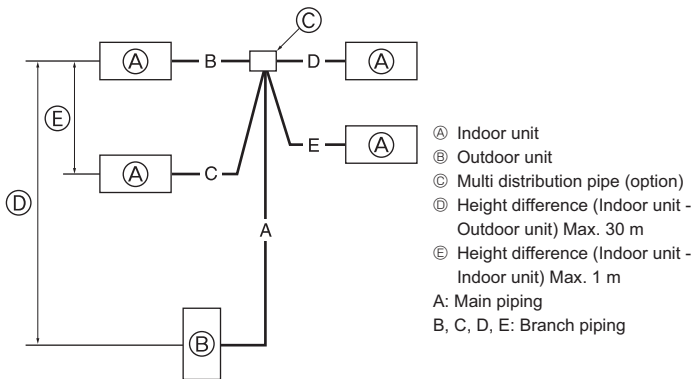 Ⓒ
Ⓐ B D Ⓐ
Ⓔ
Ⓐ C E Ⓐ
Ⓓ
A
Ⓑ
Ⓐ Indoor unit
Ⓑ Outdoor unit
Ⓒ Multi distribution pipe (option)
Ⓓ Height difference (Indoor unit -
Outdoor unit) Max. 30 m
Ⓔ Height difference (Indoor unit -
Indoor unit) Max. 1 m
A: Main piping
B, C, D, E: Branch piping